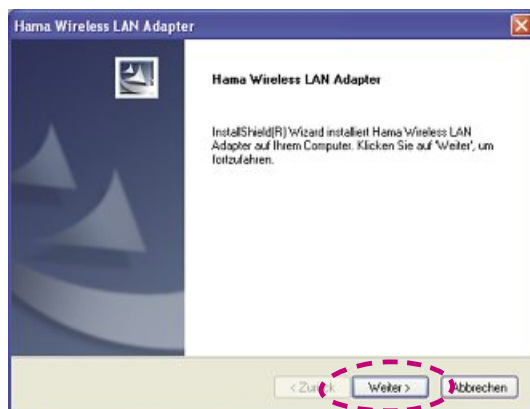 Hama Wireless LAN Adapter
Hama Wireless LAN Adapter
InstallShield(R) Wizard installiert Hama Wireless LAN
Adapter auf Ihrem Computer. Klicken Sie auf 'Weiter', um
fortzufahren.
< Zurück Weiter > Abbrechen